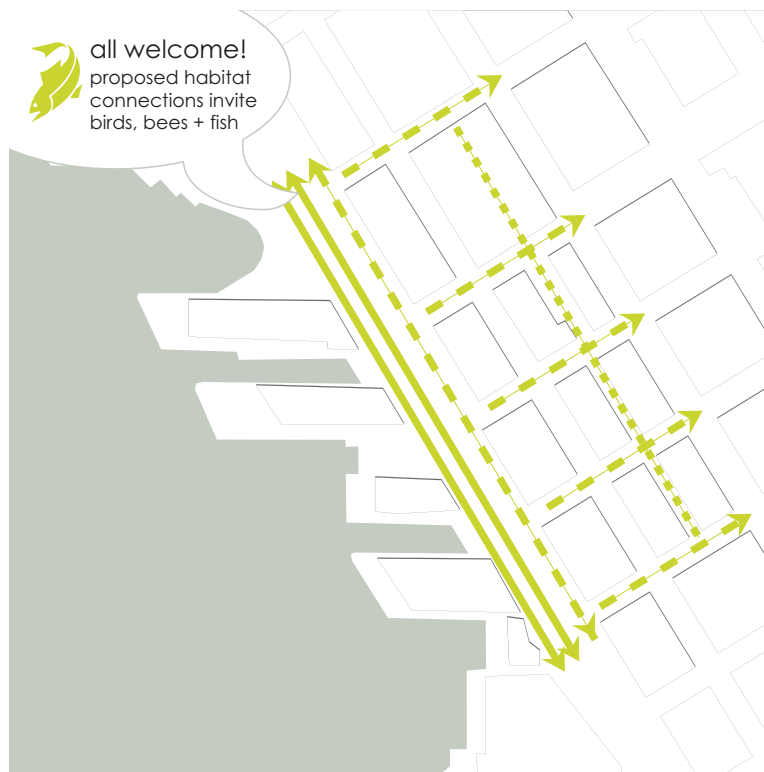 all welcome!
proposed habitat
connections invite
birds, bees + fish